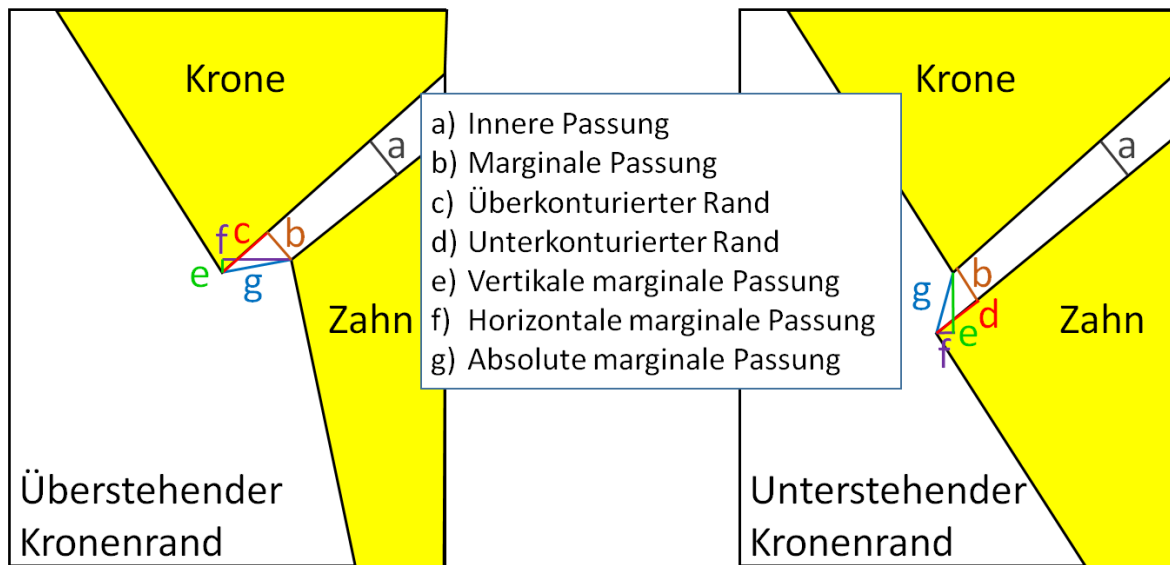 Krone
a
c
b
f
e
g
Zahn
Überstehender
Kronenrand
a) Innere Passung
b) Marginale Passung
c) Überkonturierter Rand
d) Unterkonturierter Rand
e) Vertikale marginale Passung
f) Horizontale marginale Passung
g) Absolute marginale Passung
Krone
a
b
g
d
e
f
Zahn
Unterstehender
Kronenrand